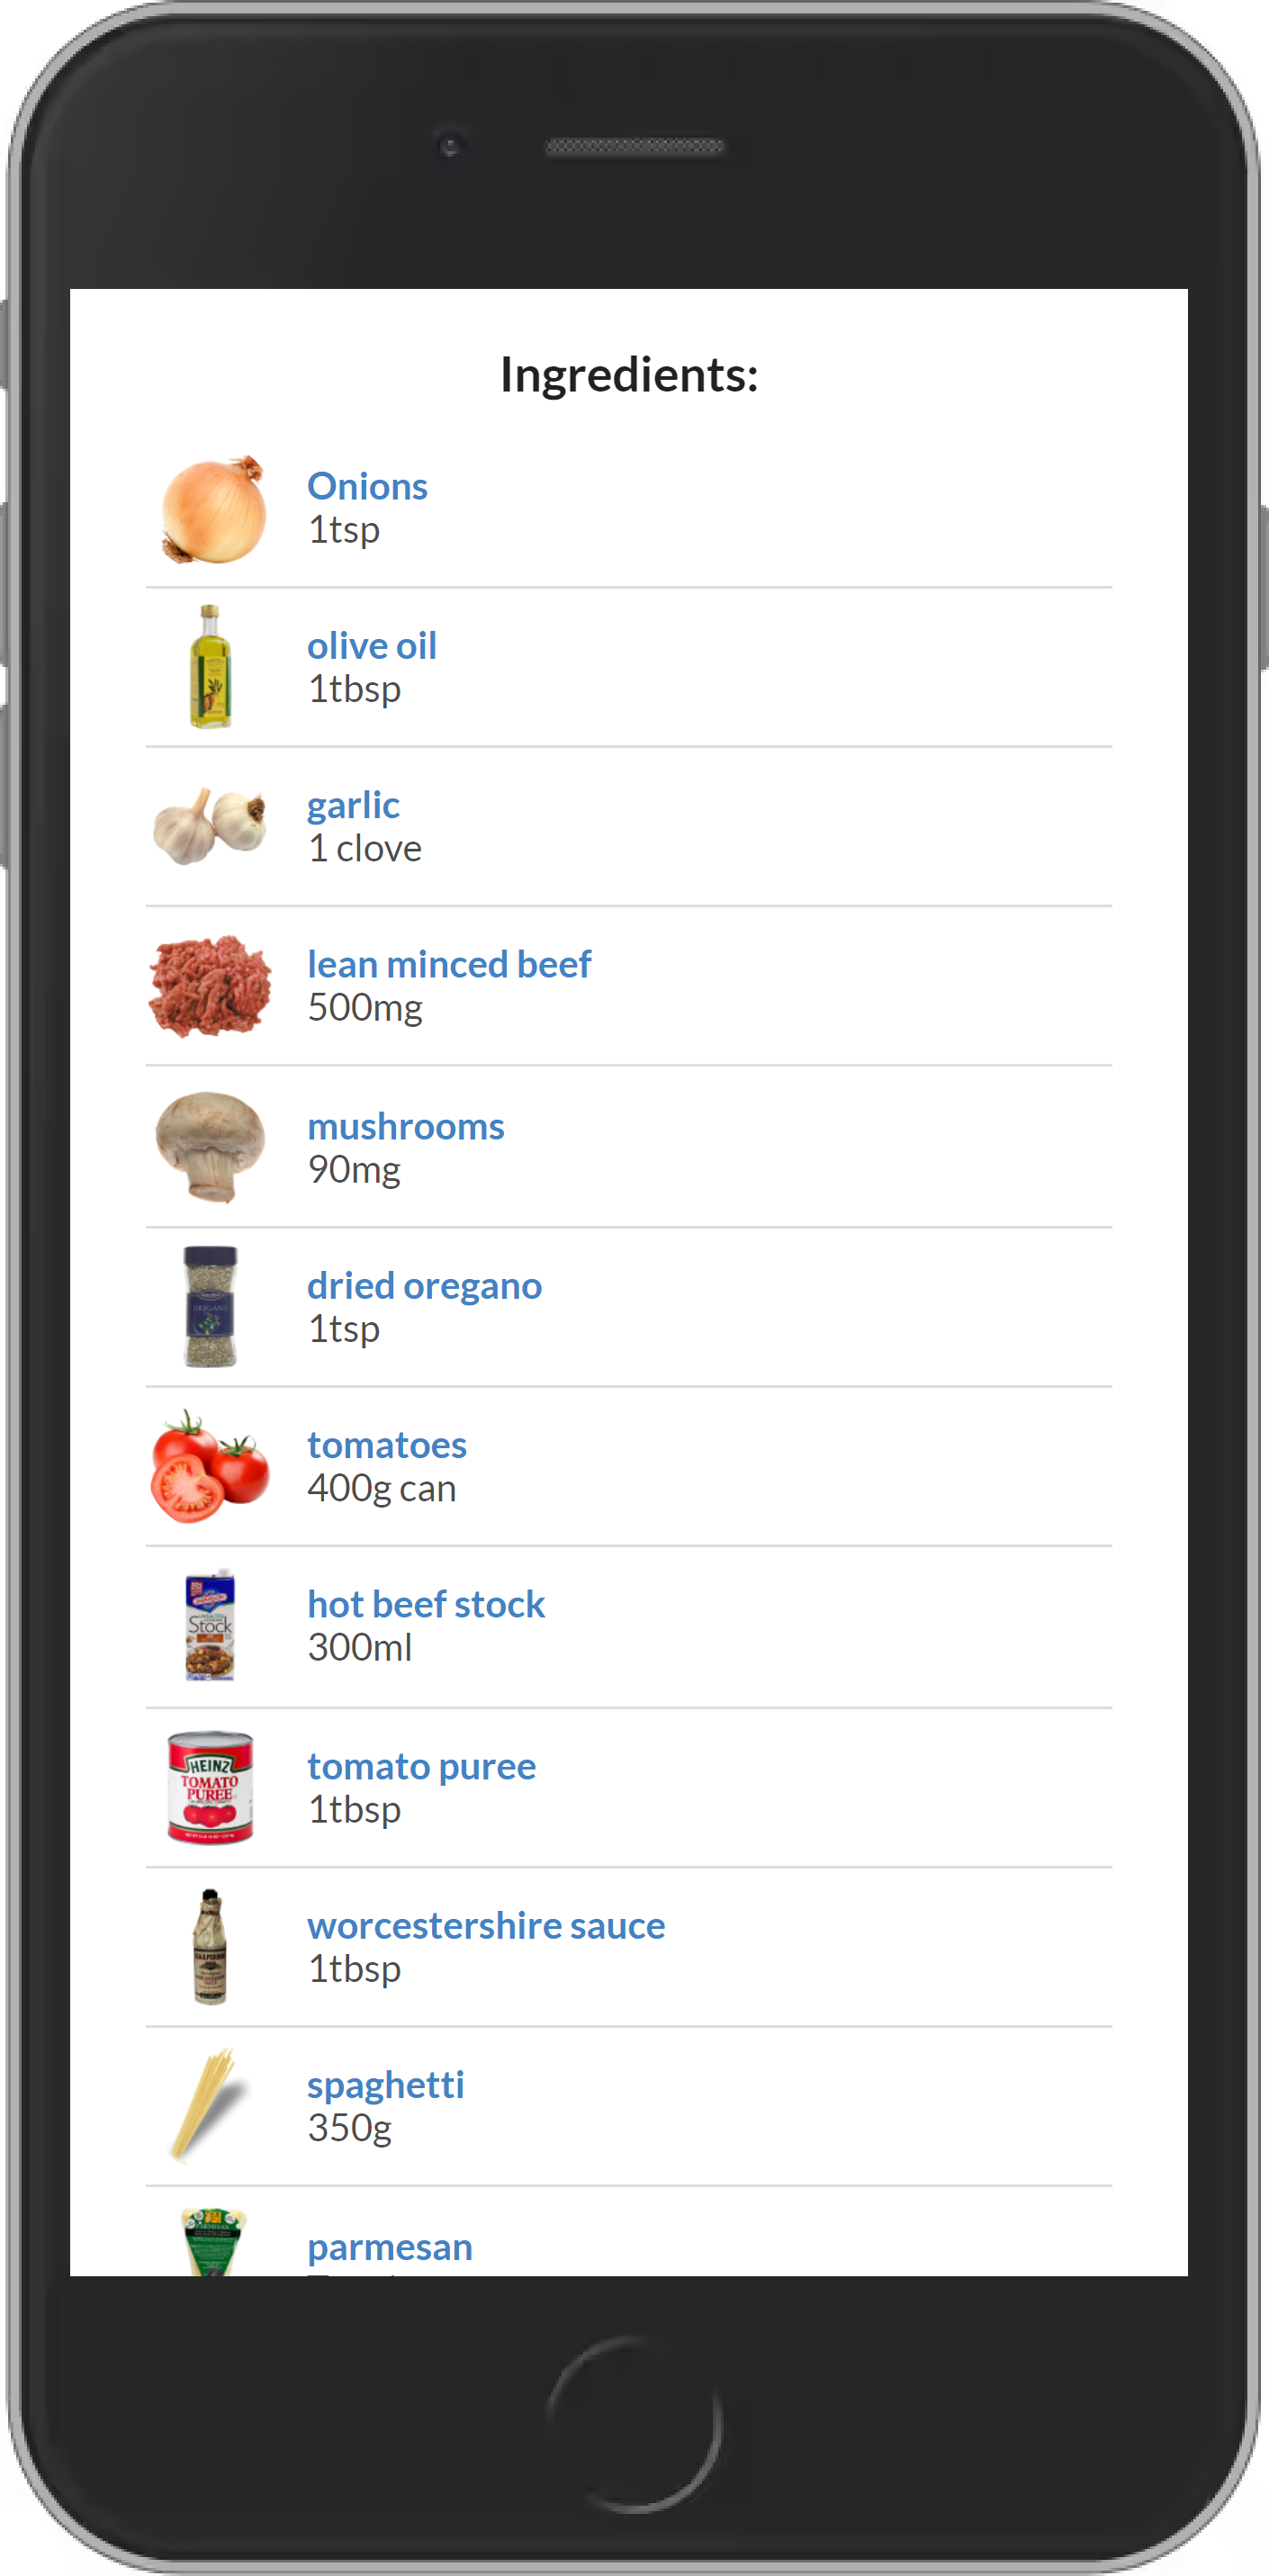 Ingredients:
Onions
1tsp
olive oil
1tbsp
garlic
1 clove
lean minced beef
500mg
mushrooms
90mg
dried oregano
1tsp
OREGANO
tomatoes
400g can
hot beef stock
300ml
Stock
tomato puree
1tbsp
HEINZ
TOMATO
PUREE
worcestershire sauce
1tbsp
spaghetti
350g
parmesan